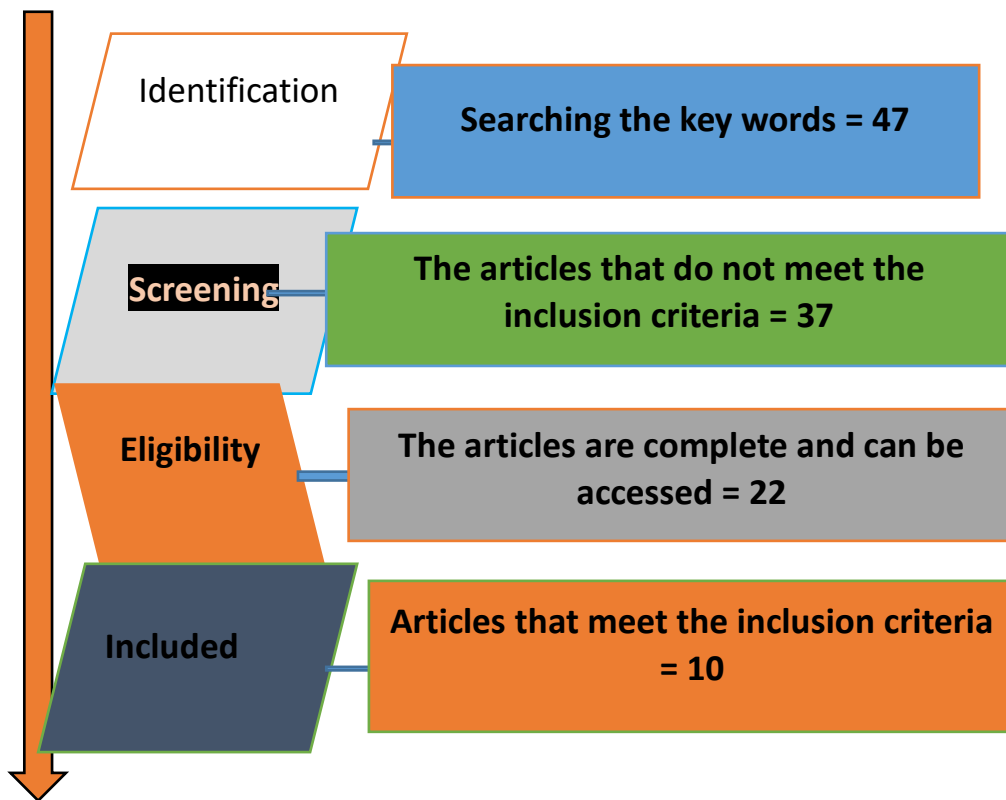 Identification
Searching the key words = 47
Screening
The articles that do not meet the
inclusion criteria = 37
Eligibility
The articles are complete and can be
accessed = 22
Included
Articles that meet the inclusion criteria
= 10